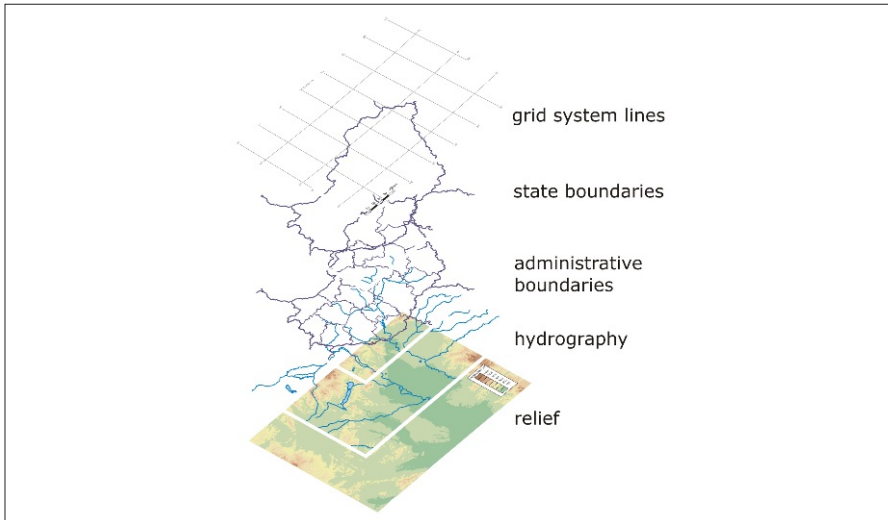 grid system lines
state boundaries
administrative
boundaries
hydrography
relief